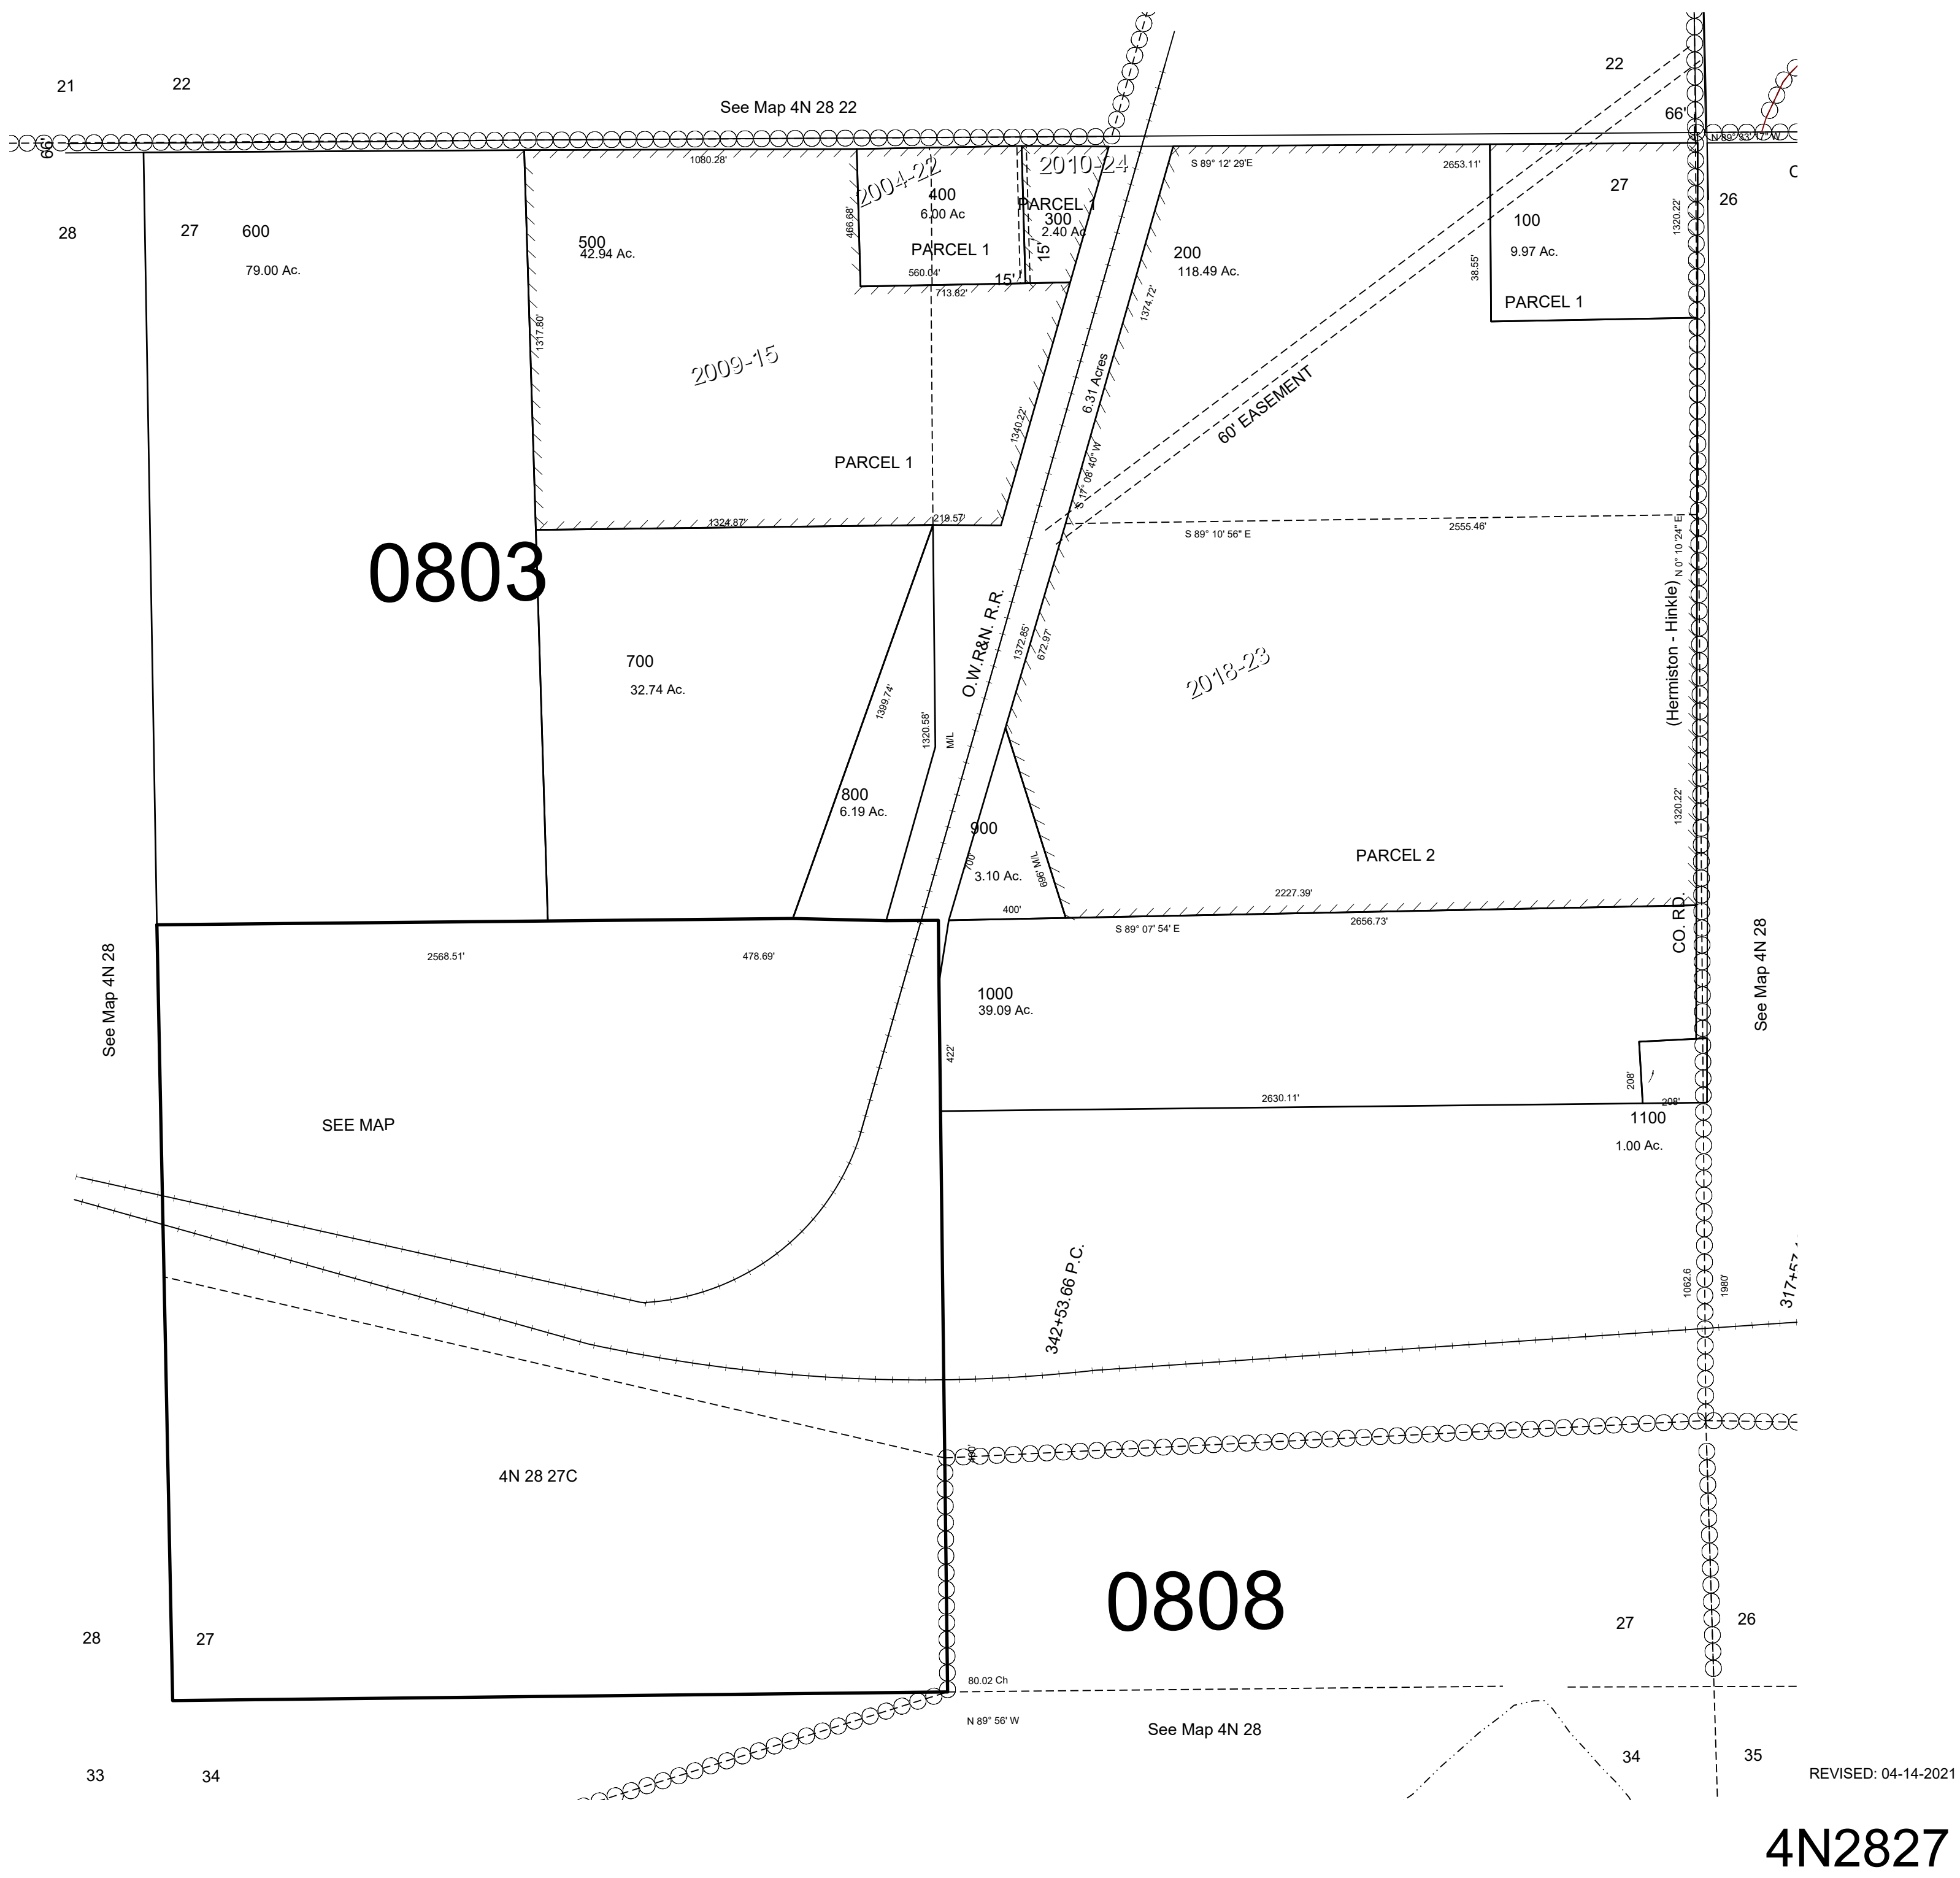 22
21
22
See Map 4N 28 22
66'
66'
N 89° 33' 17" W
1080.28'
2004-22
2010-24
S 89° 12' 29'E
2653.11'
C
27
26
400
6.00 Ac
PARCEL 1
300
2.40 Ac
466.68'
1320.22'
28
27
600
79.00 Ac.
500
42.94 Ac.
PARCEL 1
560.04'
15'
15'
713.82'
200
118.49 Ac.
100
9.97 Ac.
38.55'
PARCEL 1
1374.72'
1317.80'
2009-15
6.31 Acres
60' EASEMENT
1340.22'
PARCEL 1
S 17° 08' 40" W
1324.87'
219.57'
S 89° 10' 56" E
2555.46'
N 0° 10' 24" E
0803
O.W.R&N. R.R.
(Hermiston - Hinkle)
1372.85'
672.97'
700
32.74 Ac.
2018-23
1399.74'
1320.58'
M/L
800
6.19 Ac.
1320.22'
900
700'
696' M/L
3.10 Ac.
PARCEL 2
2227.39'
400'
S 89° 07' 54' E
2656.73'
CO. RD.
2568.51'
478.69'
See Map 4N 28
See Map 4N 28
1000
39.09 Ac.
422'
208'
2630.11'
208'
1100
1.00 Ac.
SEE MAP
342+53.66 P.C.
1062.6
1980'
4N 28 27C
0808
28
27
27
26
80.02 Ch
N 89° 56' W
See Map 4N 28
33
34
34
35
REVISED: 04-14-2021
4N2827